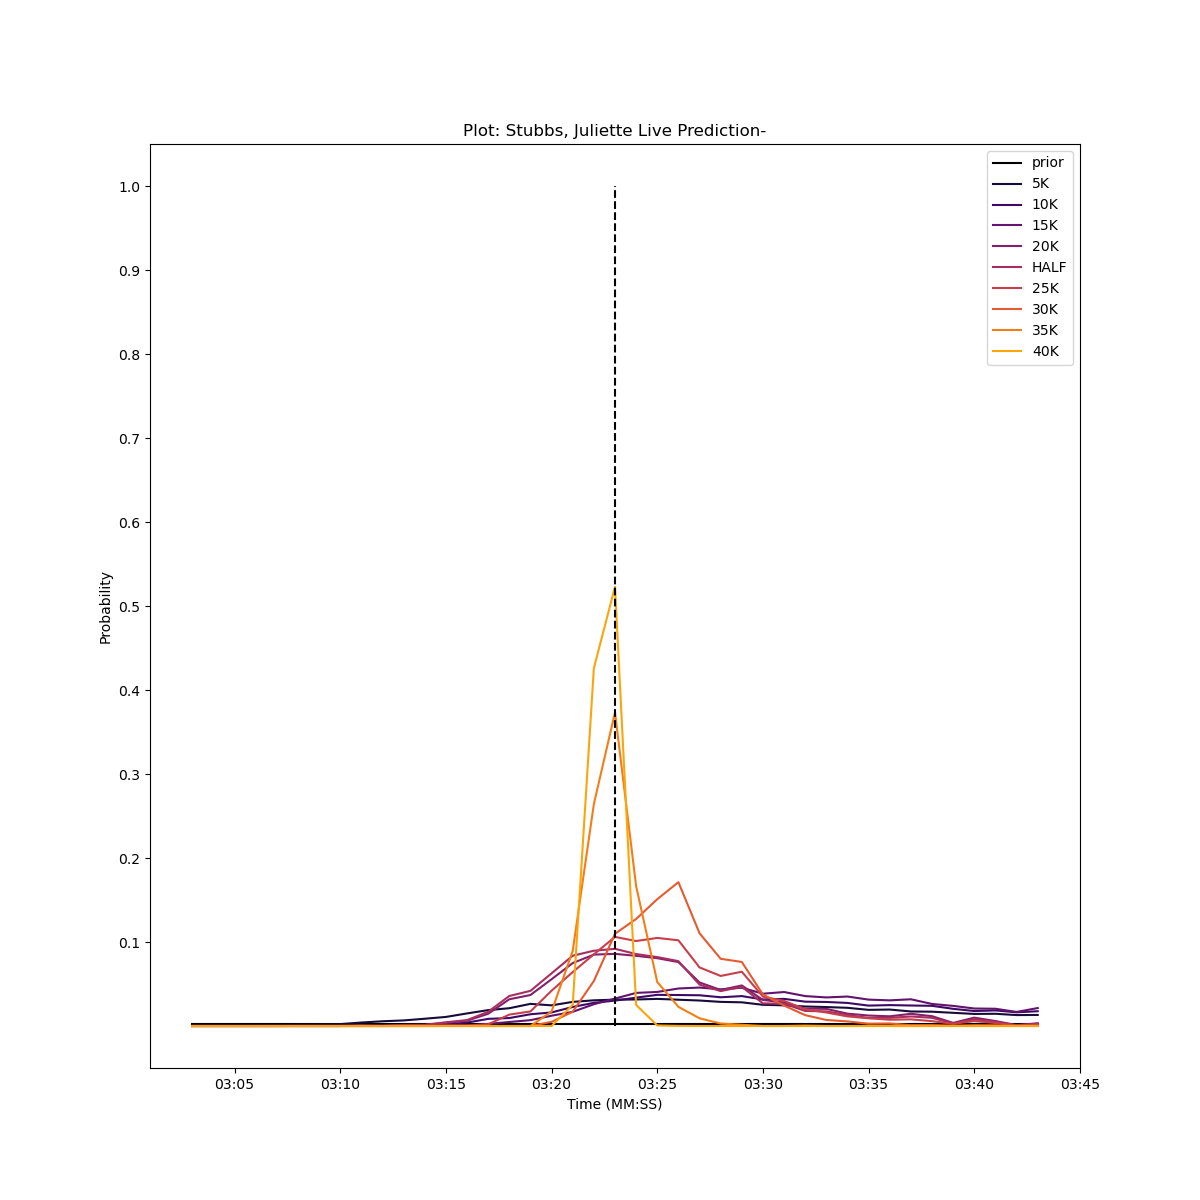 Plot: Stubbs, Juliette Live Prediction-
prior
5K
10K
15K
20K
HALF
25K
30K
35K
40K
1.0
0.9
0.8
0.7
0.6
0.5
0.4
0.3
0.2
0.1
Probability
03:05 03:10 03:15 03:20 03:25 03:30 03:35 03:40 03:45
Time (MM:SS)